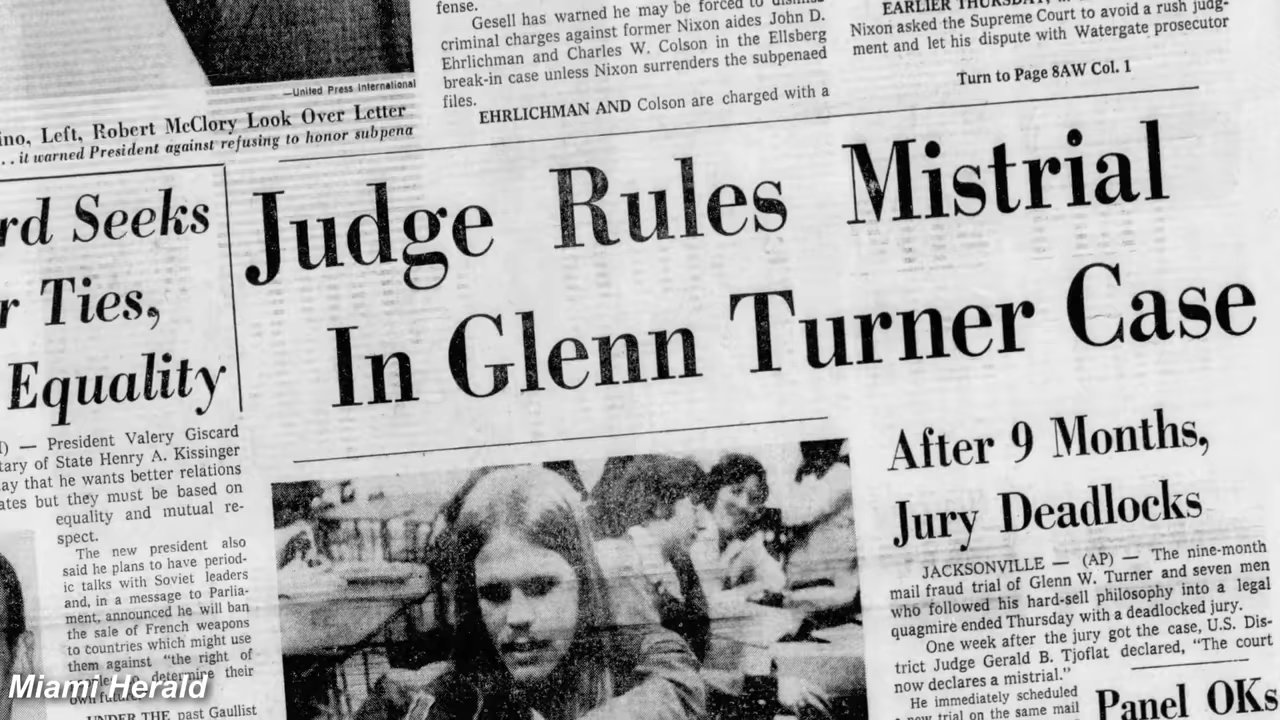 fense.
Gesell has warned he may be forced to dismiss
criminal charges against former Nixon aides John D.
Ehrlichman and Charles W. Colson in the Ellsberg
break-in case unless Nixon surrenders the subpenaed
files.
EHRLICHMAN AND Colson are charged with a
EARLIER THURSDAY,
Nixon asked the Supreme Court to avoid a rush judg-
ment and let his dispute with Watergate prosecutor
Turn to Page 8AW Col. 1
—United Press International
ino, Left, Robert McClory Look Over Letter
. . it warned President against refusing to honor subpena
rd Seeks
r Ties,
Equality
I) — President Valery Giscard
tary of State Henry A. Kissinger
ay that he wants better relations
ates but they must be based on
equality and mutual re-
spect.
The new president also
said he plans to have period-
ic talks with Soviet leaders
and, in a message to Parlia-
ment, announced he will ban
the sale of French weapons
to countries which might use
them against "the right of
to determine their
own
UNDER THE past Gaullist
Judge Rules Mistrial
In Glenn Turner Case
After 9 Months,
Jury Deadlocks
JACKSONVILLE — (AP) — The nine-month
mail fraud trial of Glenn W. Turner and seven men
who followed his hard-sell philosophy into a legal
quagmire ended Thursday with a deadlocked jury.
One week after the jury got the case, U.S. Dis-
trict Judge Gerald B. Tjoflat declared, "The court
now declares a mistrial."
He immediately scheduled
new trial on the same mail
Panel OKs
Miami Herald